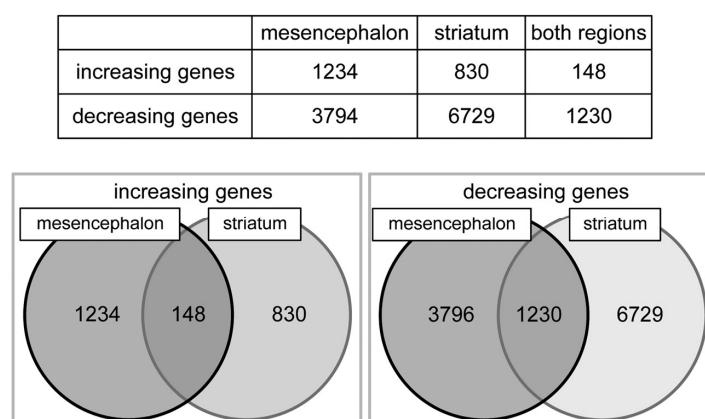 mesencephalon striatum both regions
increasing genes 1234 830 148
decreasing genes 3794 6729 1230
increasing genes
mesencephalon striatum
1234 148 830
decreasing genes
mesencephalon striatum
3796 1230 6729